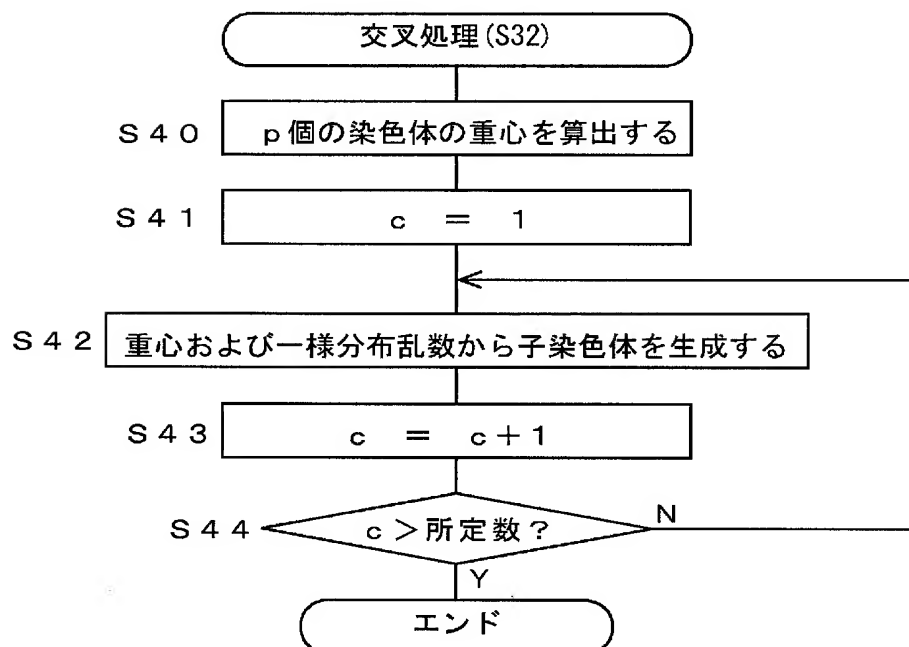 交叉処理(S32)
S40 p個の染色体の重心を算出する
S41 c = 1
S42 重心および一様分布乱数から子染色体を生成する
S43 c = c+1
S44 c>所定数? N
Y
エンド